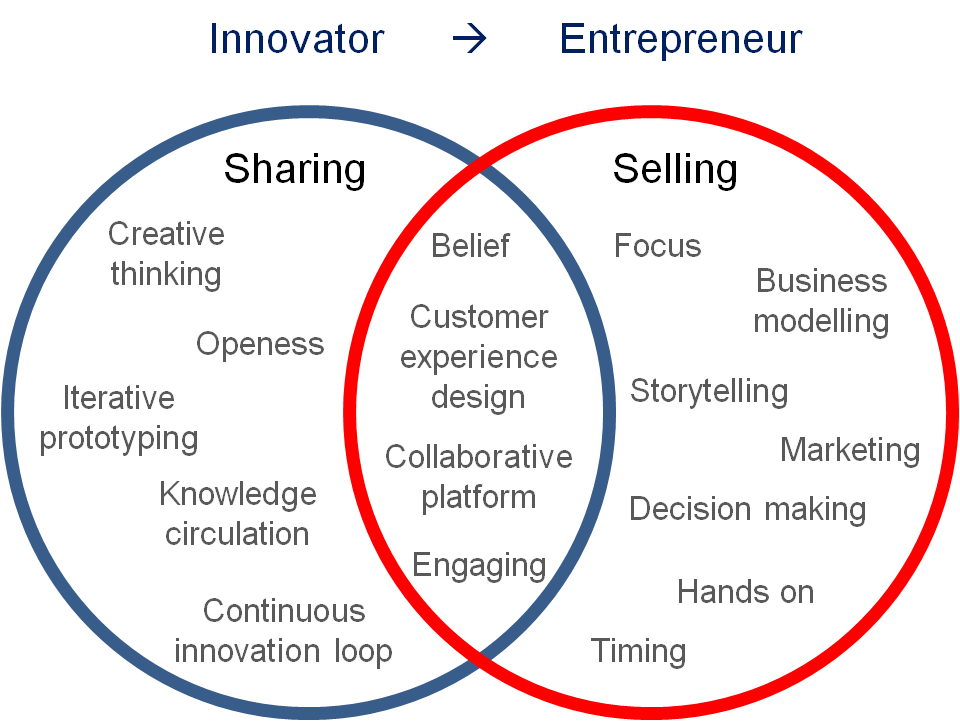 Innovator → Entrepreneur
Sharing
Selling
Creative
thinking
Openess
Iterative
prototyping
Knowledge
circulation
Continuous
innovation loop
Belief
Customer
experience
design
Collaborative
platform
Engaging
Focus
Business
modelling
Storytelling
Marketing
Decision making
Hands on
Timing